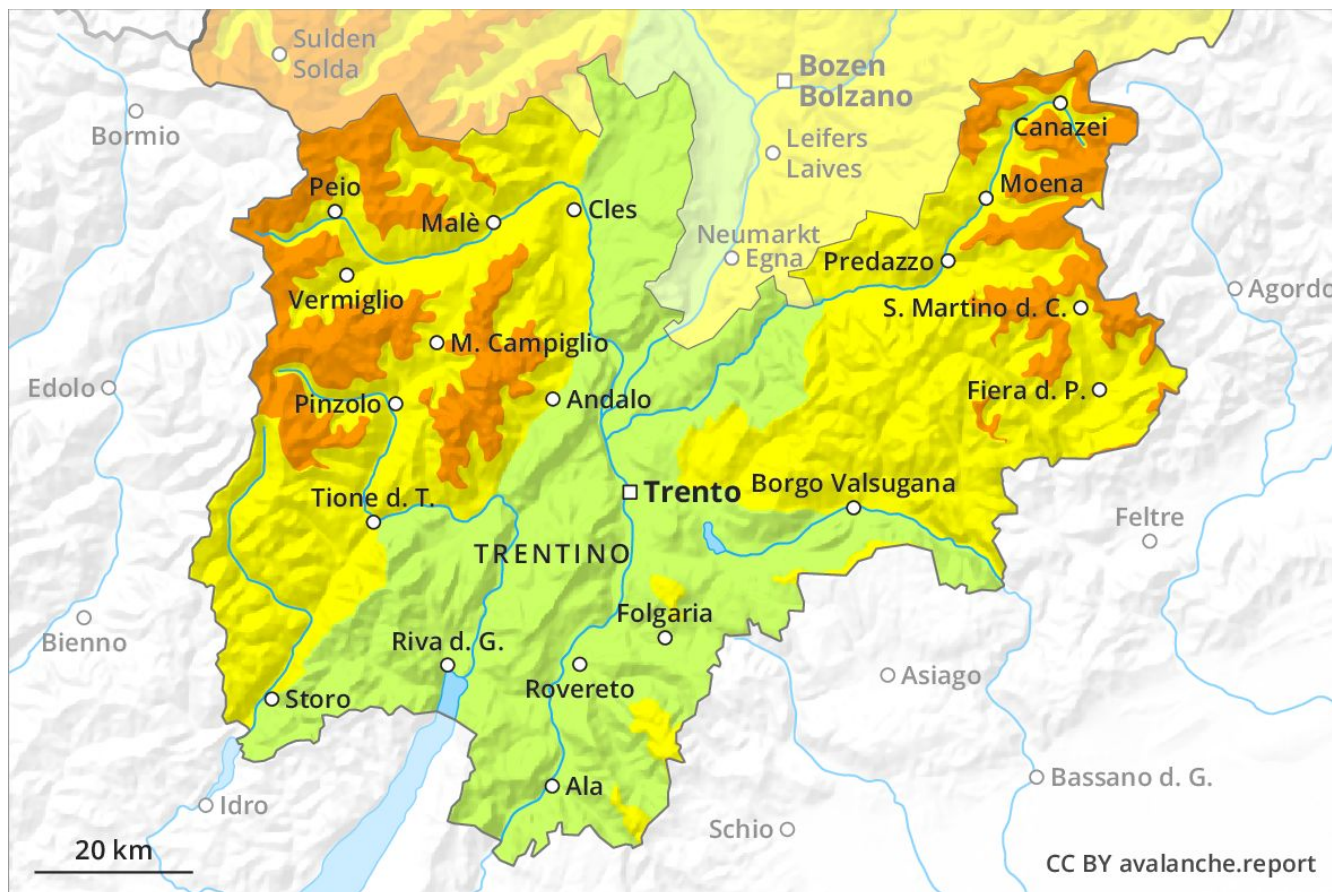 Sulden
Solda
Bozen
Bolzano
Bormio
Canazei
Leifers
Laives
Peio
Moena
Malè
Cles
Neumarkt
Egna
Predazzo
Vermiglio
Agordo
S. Martino d. C.
M. Campiglio
Edolo
Fiera d. P.
Pinzolo
Andalo
Trento
Borgo Valsugana
Tione d. T.
Feltre
TRENTINO
Folgaria
Bienno
Riva d. G.
Asiago
Rovereto
Storo
Bassano d. G.
Ala
Idro
Schio
20 km
CC BY avalanche.report